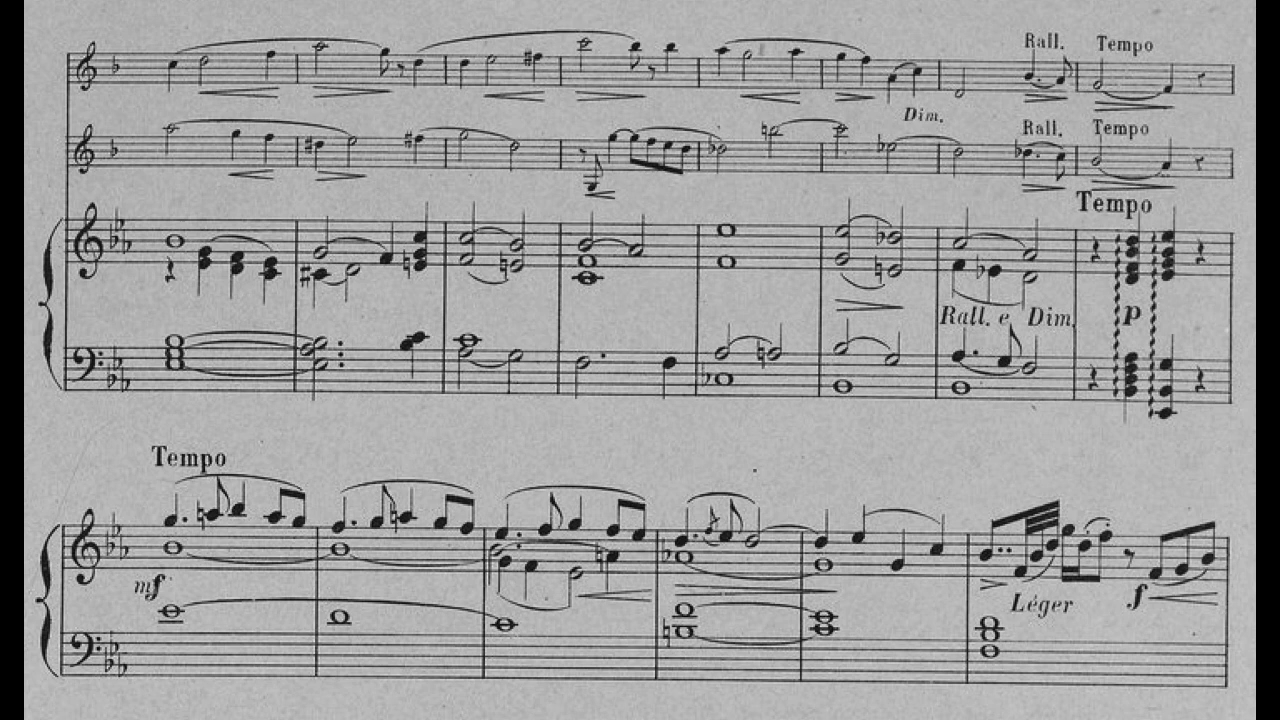 Rall. Tempo
Dim.
Rall. Tempo
Tempo
Rall. e Dim.
p
Tempo
mf
Léger
f